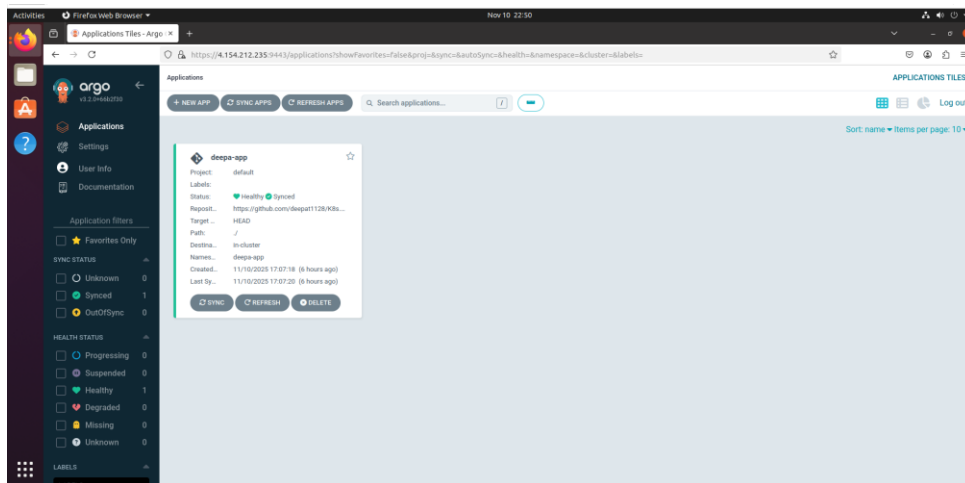 Activities Firefox Web Browser Nov 10 22:50
Applications Tiles - Argo
https://4.154.212.235:9443/applications?showFavorites=false&proj=&sync=&autoSync=&health=&namespace=&cluster=&labels=
argo
Applications
APPLICATIONS TILES
+ NEW APP SYNC APPS REFRESH APPS Search applications... / Log ou
Sort: name Items per page: 10
Applications
Settings
User Info
Documentation
Application filters
Favorites Only
SYNC STATUS
Unknown 0
Synced 1
OutOfSync 0
HEALTH STATUS
Progressing 0
Suspended 0
Healthy 1
Degraded 0
Missing 0
Unknown 0
LABELS
deepa-app
Project: default
Labels:
Status: Healthy Synced
Reposit... https://github.com/deepat1128/K8s...
Target ... HEAD
Path: ./
Destina... in-cluster
Names... deepa-app
Created... 11/10/2025 17:07:18 (6 hours ago)
Last Sy... 11/10/2025 17:07:20 (6 hours ago)
SYNC REFRESH DELETE